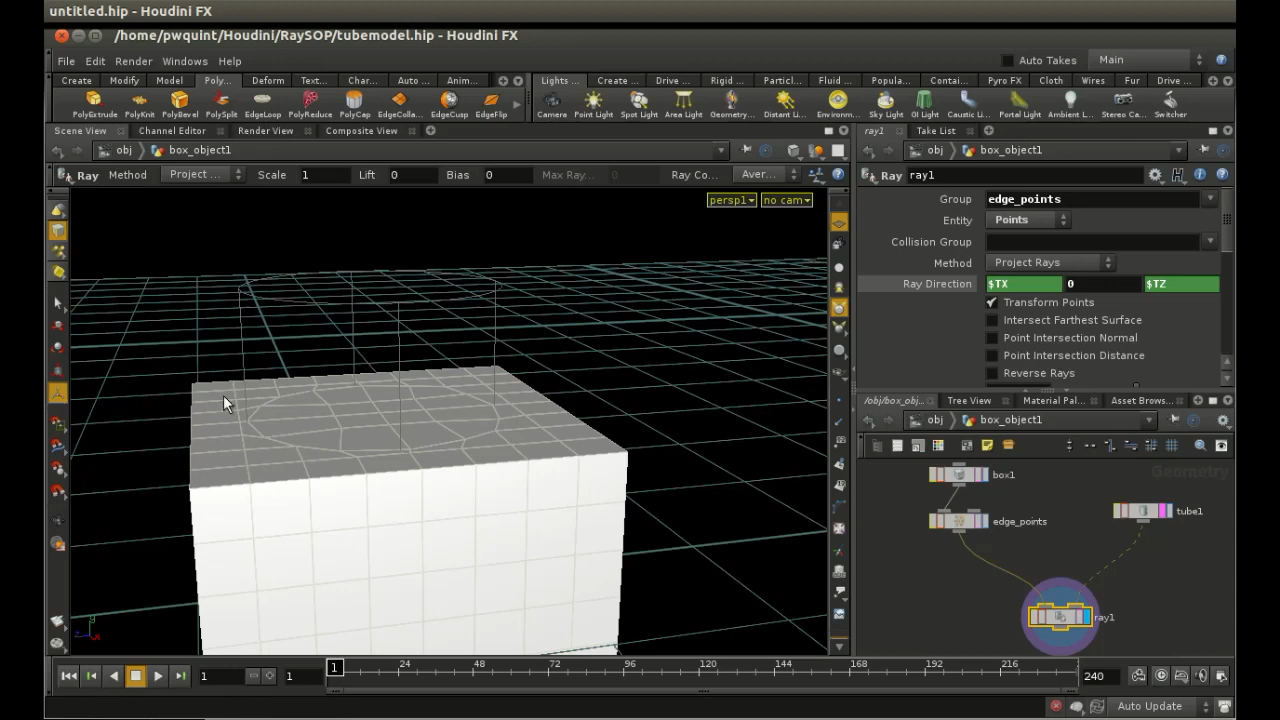 untitled.hip - Houdini FX
/home/pwquint/Houdini/RaySOP/tubemodel.hip - Houdini FX
File Edit Render Windows Help
Auto Takes Main
Create Modify Model Poly... Deform Text... Char... Auto ... Anim...
Lights ... Create ... Drive ... Rigid ... Particl... Fluid ... Popula... Contai... Pyro FX Cloth Wires Fur Drive ...
PolyExtrude PolyKnit PolyBevel PolySplit EdgeLoop PolyReduce PolyCap EdgeColla... EdgeCusp EdgeFlip
Camera Point Light Spot Light Area Light Geometry... Distant Li... Environm... Sky Light GI Light Caustic Li... Portal Light Ambient L... Stereo Ca... Switcher
Scene View Channel Editor Render View Composite View
ray1 Take List
obj box_object1
obj box_object1
Ray Method Project ... Scale 1 Lift 0 Bias 0 Max Ray... 0 Ray Co... Aver...
Ray ray1
persp1 no cam
Group edge_points
Entity Points
Collision Group
Method Project Rays
Ray Direction $TX 0 $TZ
Transform Points
Intersect Farthest Surface
Point Intersection Normal
Point Intersection Distance
Reverse Rays
/obj/box_obj... Tree View Material Pal... Asset Brows...
obj box_object1
Geometry
box1
edge_points
tube1
ray1
1 1 1 24 48 72 96 120 144 168 192 216 240
Auto Update